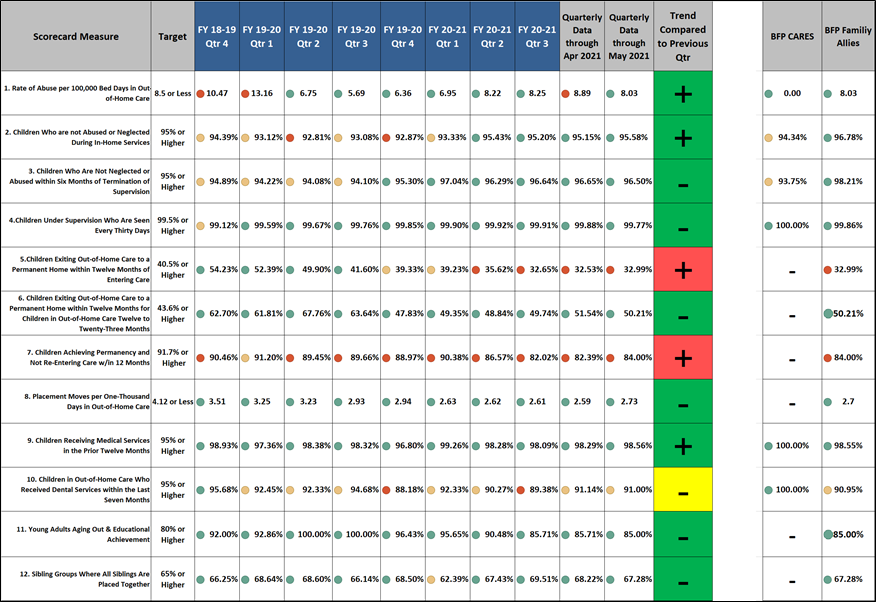 Scorecard Measure Target FY 18-19 Qtr 4 FY 19-20 Qtr 1 FY 19-20 Qtr 2 FY 19-20 Qtr 3 FY 19-20 Qtr 4 FY 20-21 Qtr 1 FY 20-21 Qtr 2 FY 20-21 Qtr 3 Quarterly Data through Apr 2021 Quarterly Data through May 2021 Trend Compared to Previous Qtr BFP CARES BFP Familiy Allies
1. Rate of Abuse per 100,000 Bed Days in Out-of-Home Care 8.5 or Less 10.47 13.16 6.75 5.69 6.36 6.95 8.22 8.25 8.89 8.03 + 0.00 8.03
2. Children Who are not Abused or Neglected During In-Home Services 95% or Higher 94.39% 93.12% 92.81% 93.08% 92.87% 93.33% 95.43% 95.20% 95.15% 95.58% + 94.34% 96.78%
3. Children Who Are Not Neglected or Abused within Six Months of Termination of Supervision 95% or Higher 94.89% 94.22% 94.08% 94.10% 95.30% 97.04% 96.29% 96.64% 96.65% 96.50% - 93.75% 98.21%
4.Children Under Supervision Who Are Seen Every Thirty Days 99.5% or Higher 99.12% 99.59% 99.67% 99.76% 99.85% 99.90% 99.92% 99.91% 99.88% 99.77% - 100.00% 99.86%
5.Children Exiting Out-of-Home Care to a Permanent Home within Twelve Months of Entering Care 40.5% or Higher 54.23% 52.39% 49.90% 41.60% 39.33% 39.23% 35.62% 32.65% 32.53% 32.99% + - 32.99%
6. Children Exiting Out-of-Home Care to a Permanent Home within Twelve Months for Children in Out-of-Home Care Twelve to Twenty-Three Months 43.6% or Higher 62.70% 61.81% 67.76% 63.64% 47.83% 49.35% 48.84% 49.74% 51.54% 50.21% - - 50.21%
7. Children Achieving Permanency and Not Re-Entering Care w/in 12 Months 91.7% or Higher 90.46% 91.20% 89.45% 89.66% 88.97% 90.38% 86.57% 82.02% 82.39% 84.00% + - 84.00%
8. Placement Moves per One-Thousand Days in Out-of-Home Care 4.12 or Less 3.51 3.25 3.23 2.93 2.94 2.63 2.62 2.61 2.59 2.73 - - 2.7
9. Children Receiving Medical Services in the Prior Twelve Months 95% or Higher 98.93% 97.36% 98.38% 98.32% 96.80% 99.26% 98.28% 98.09% 98.29% 98.56% + 100.00% 98.55%
10. Children in Out-of-Home Care Who Received Dental Services within the Last Seven Months 95% or Higher 95.68% 92.45% 92.33% 94.68% 88.18% 92.33% 90.27% 89.38% 91.14% 91.00% - 100.00% 90.95%
11. Young Adults Aging Out & Educational Achievement 80% or Higher 92.00% 92.86% 100.00% 100.00% 96.43% 95.65% 90.48% 85.71% 85.71% 85.00% - - 85.00%
12. Sibling Groups Where All Siblings Are Placed Together 65% or Higher 66.25% 68.64% 68.60% 66.14% 68.50% 62.39% 67.43% 69.51% 68.22% 67.28% - - 67.28%